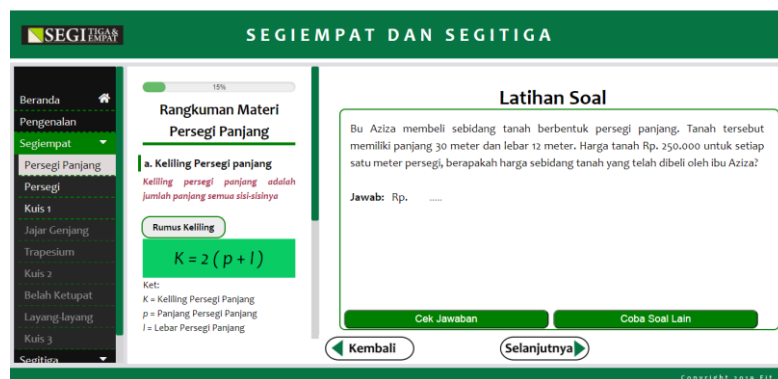 SEGI TIGA& EMPAT
SEGIEMPAT DAN SEGITIGA
Beranda
Pengenalan
Segiempat
Persegi Panjang
Persegi
Kuis 1
Jajar Genjang
Trapesium
Kuis 2
Belah Ketupat
Layang-layang
Kuis 3
Segitiga
15%
Rangkuman Materi
Persegi Panjang
a. Keliling Persegi panjang
Keliling persegi panjang adalah
jumlah panjang semua sisi-sisinya
Rumus Keliling
K = 2 ( p + l )
Ket:
K = Keliling Persegi Panjang
p = Panjang Persegi Panjang
l = Lebar Persegi Panjang
Latihan Soal
Bu Aziza membeli sebidang tanah berbentuk persegi panjang. Tanah tersebut
memiliki panjang 30 meter dan lebar 12 meter. Harga tanah Rp. 250.000 untuk setiap
satu meter persegi, berapakah harga sebidang tanah yang telah dibeli oleh ibu Aziza?
Jawab: Rp. .....
Cek Jawaban
Coba Soal Lain
Kembali
Selanjutnya
Copyright